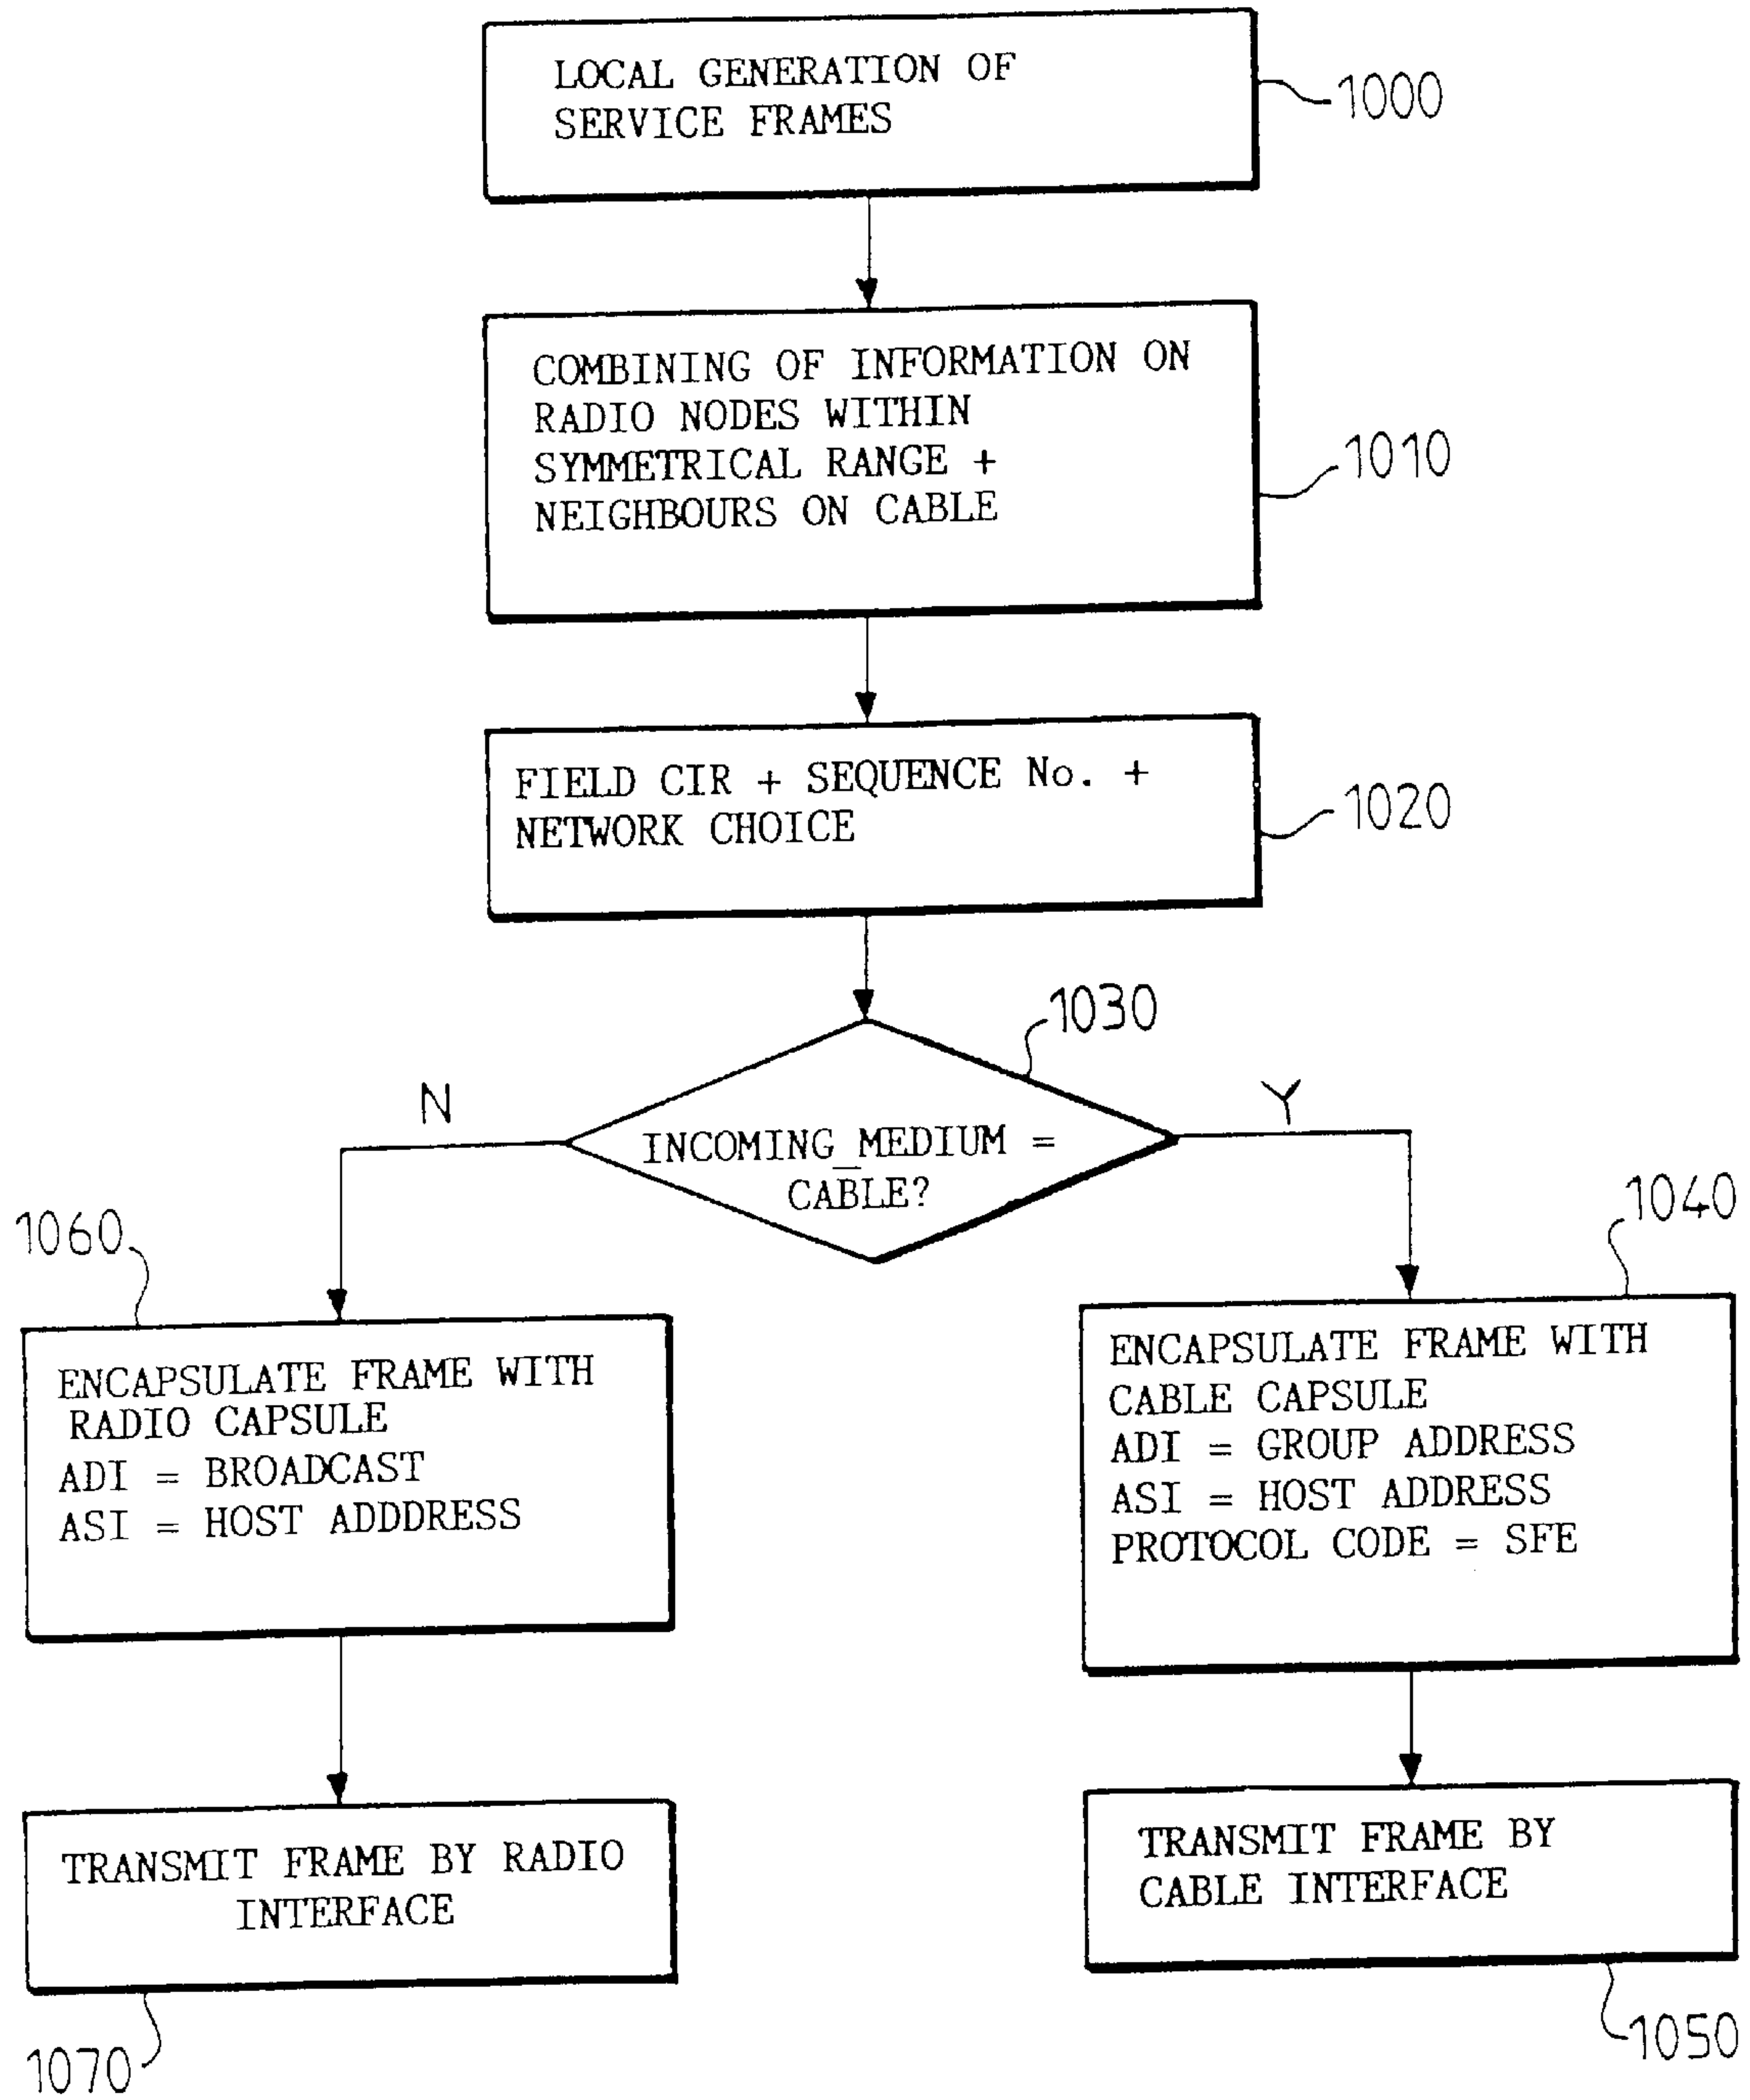 LOCAL GENERATION OF
SERVICE FRAMES
1000
COMBINING OF INFORMATION ON
RADIO NODES WITHIN
SYMMETRICAL RANGE +
NEIGHBOURS ON CABLE
1010
FIELD CIR + SEQUENCE No. +
NETWORK CHOICE
1020
1030
N
Y
INCOMING_MEDIUM =
CABLE?
1060
1040
ENCAPSULATE FRAME WITH
RADIO CAPSULE
ADI = BROADCAST
ASI = HOST ADDDRESS
ENCAPSULATE FRAME WITH
CABLE CAPSULE
ADI = GROUP ADDRESS
ASI = HOST ADDRESS
PROTOCOL CODE = SFE
TRANSMIT FRAME BY RADIO
INTERFACE
TRANSMIT FRAME BY
CABLE INTERFACE
1070
1050